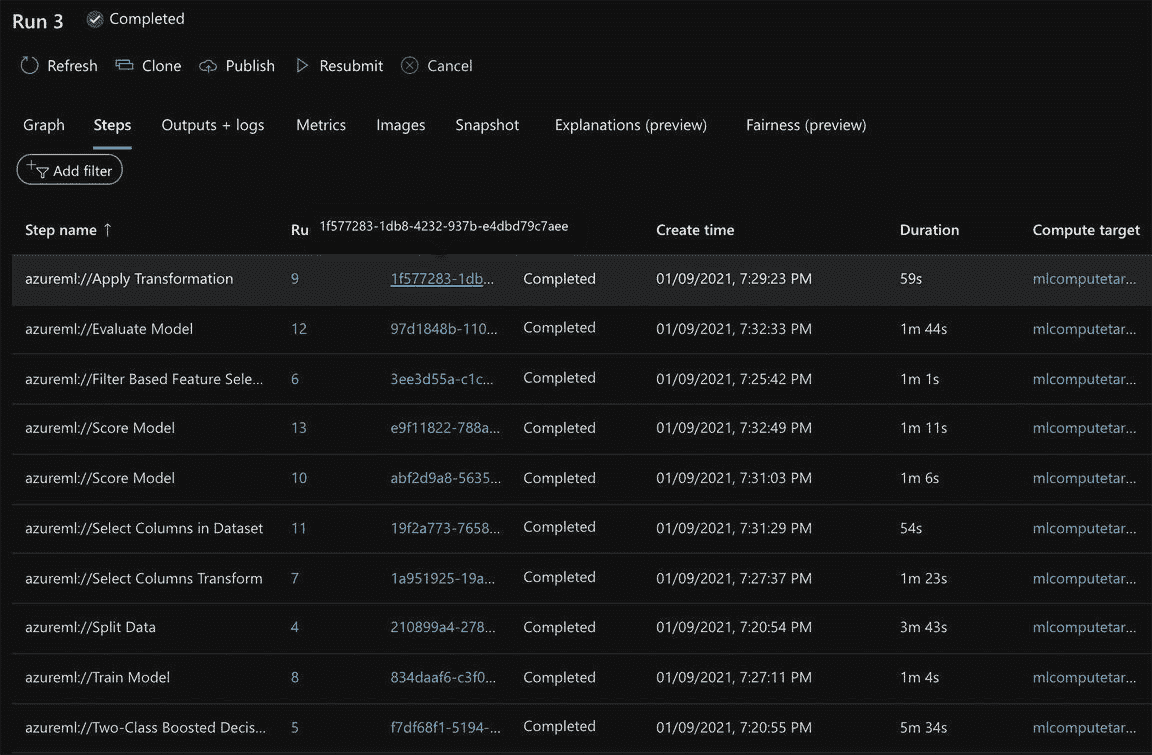 Run 3 Completed
Refresh Clone Publish Resubmit Cancel
Graph Steps Outputs + logs Metrics Images Snapshot Explanations (preview) Fairness (preview)
Add filter
Step name ↑ Ru 1f577283-1db8-4232-937b-e4dbd79c7aee Create time Duration Compute target
azureml://Apply Transformation 9 1f577283-1db... Completed 01/09/2021, 7:29:23 PM 59s mlcomputetar...
azureml://Evaluate Model 12 97d1848b-110... Completed 01/09/2021, 7:32:33 PM 1m 44s mlcomputetar...
azureml://Filter Based Feature Sele... 6 3ee3d55a-c1c... Completed 01/09/2021, 7:25:42 PM 1m 1s mlcomputetar...
azureml://Score Model 13 e9f11822-788a... Completed 01/09/2021, 7:32:49 PM 1m 11s mlcomputetar...
azureml://Score Model 10 abf2d9a8-5635... Completed 01/09/2021, 7:31:03 PM 1m 6s mlcomputetar...
azureml://Select Columns in Dataset 11 19f2a773-7658... Completed 01/09/2021, 7:31:29 PM 54s mlcomputetar...
azureml://Select Columns Transform 7 1a951925-19a... Completed 01/09/2021, 7:27:37 PM 1m 23s mlcomputetar...
azureml://Split Data 4 210899a4-278... Completed 01/09/2021, 7:20:54 PM 3m 43s mlcomputetar...
azureml://Train Model 8 834daaf6-c3f0... Completed 01/09/2021, 7:27:11 PM 1m 4s mlcomputetar...
azureml://Two-Class Boosted Decis... 5 f7df68f1-5194-... Completed 01/09/2021, 7:20:55 PM 5m 34s mlcomputetar...